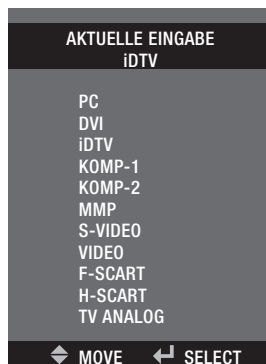 AKTUELLE EINGABE
iDTV
PC
DVI
iDTV
KOMP-1
KOMP-2
MMP
S-VIDEO
VIDEO
F-SCART
H-SCART
TV ANALOG
MOVE SELECT